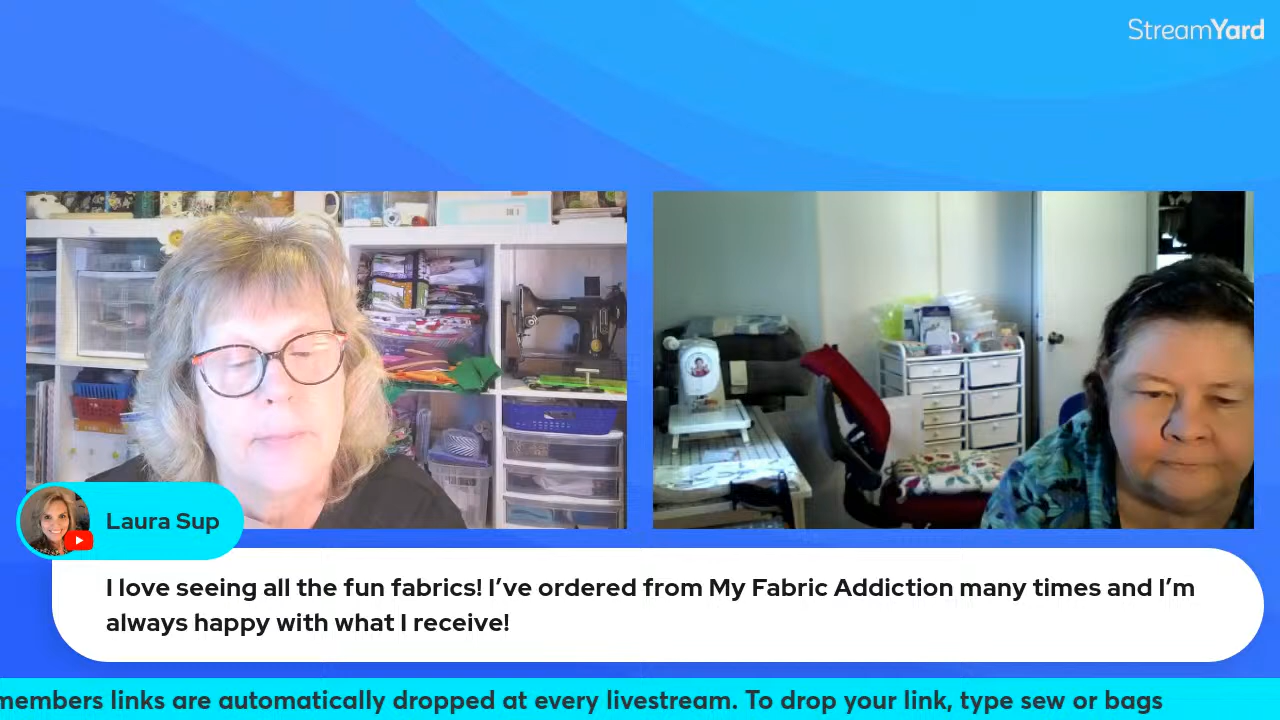 StreamYard
Laura Sup
I love seeing all the fun fabrics! I’ve ordered from My Fabric Addiction many times and I’m
always happy with what I receive!
members links are automatically dropped at every livestream. To drop your link, type sew or bags